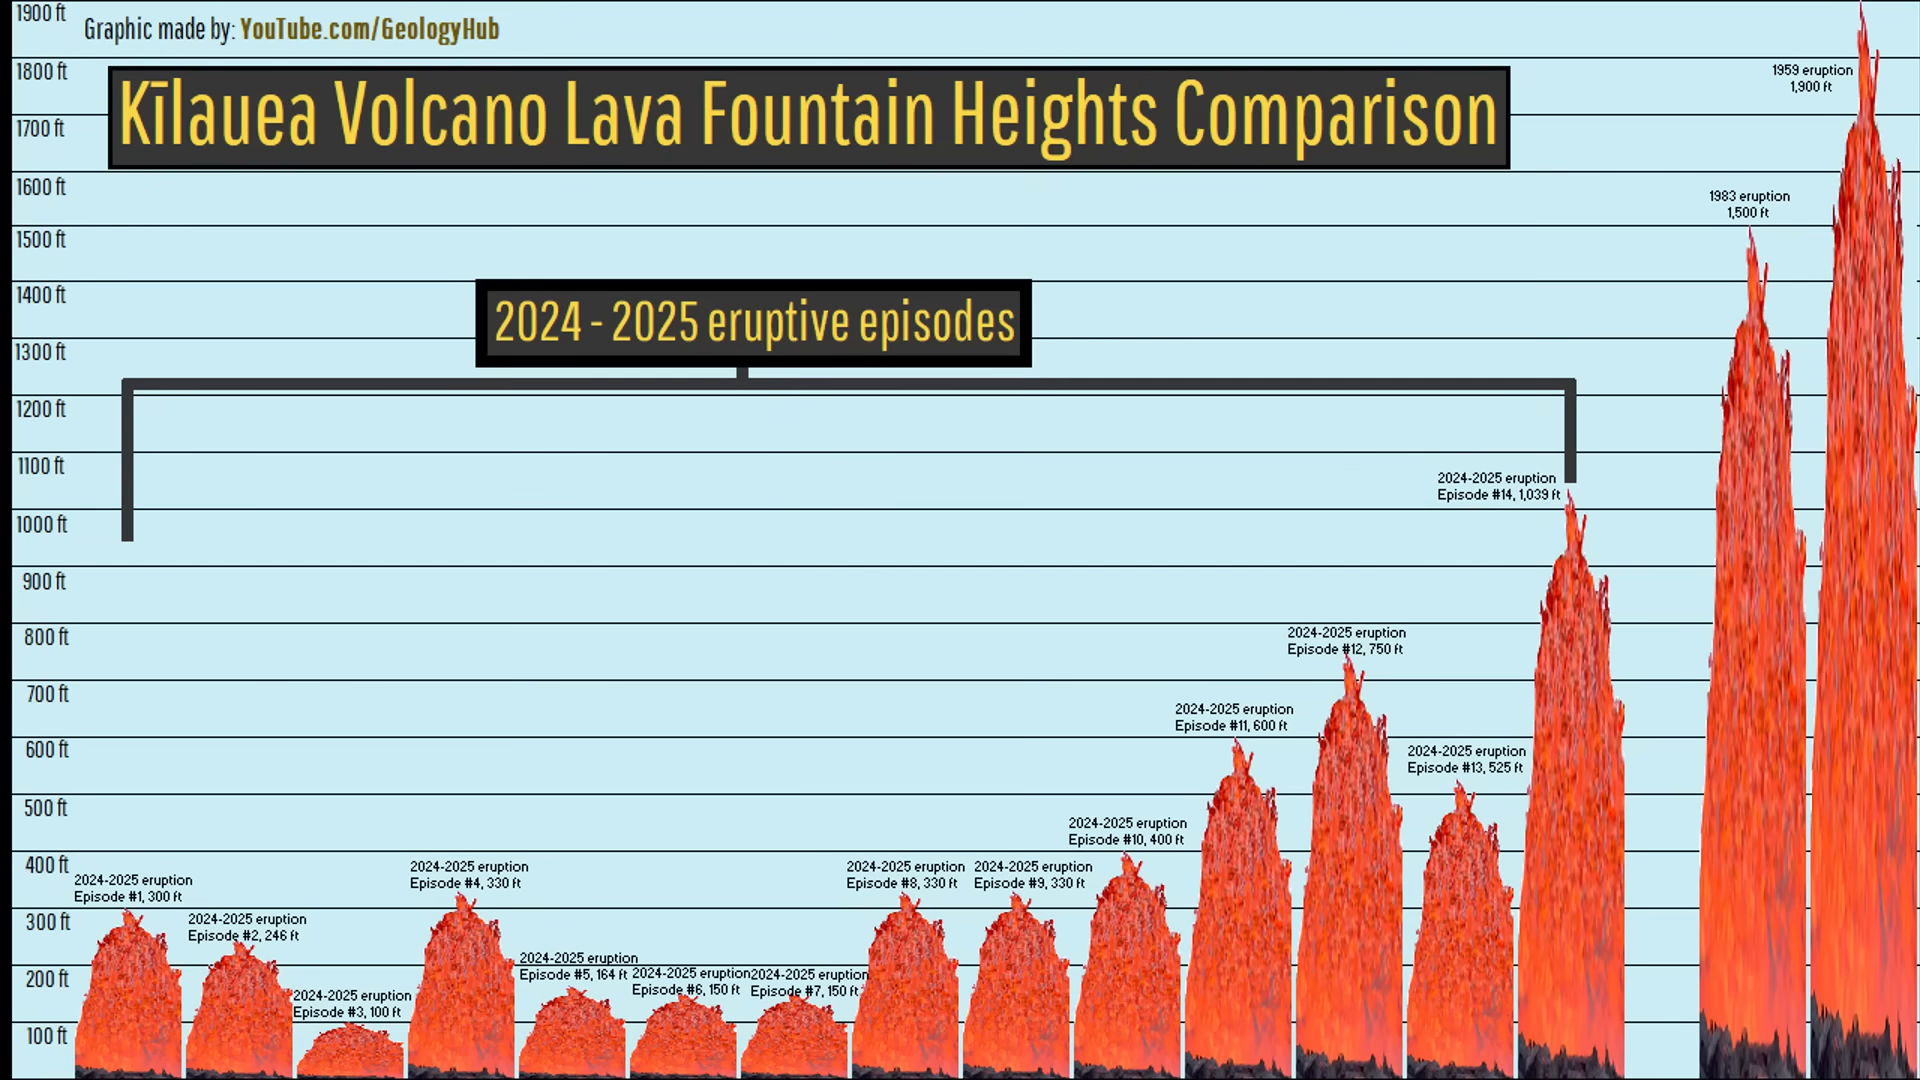 1900 ft
Graphic made by: YouTube.com/GeologyHub
1800 ft
1959 eruption
1,900 ft
Kīlauea Volcano Lava Fountain Heights Comparison
1700 ft
1600 ft
1983 eruption
1,500 ft
1500 ft
1400 ft
2024 - 2025 eruptive episodes
1300 ft
1200 ft
1100 ft
2024-2025 eruption
Episode #14, 1,039 ft
1000 ft
900 ft
800 ft
2024-2025 eruption
Episode #12, 750 ft
700 ft
2024-2025 eruption
Episode #11, 600 ft
600 ft
2024-2025 eruption
Episode #13, 525 ft
500 ft
2024-2025 eruption
Episode #10, 400 ft
400 ft
2024-2025 eruption
Episode #1, 300 ft
2024-2025 eruption
Episode #4, 330 ft
2024-2025 eruption
Episode #8, 330 ft
2024-2025 eruption
Episode #9, 330 ft
300 ft
2024-2025 eruption
Episode #2, 246 ft
200 ft
2024-2025 eruption
Episode #5, 164 ft
2024-2025 eruption
Episode #6, 150 ft
2024-2025 eruption
Episode #7, 150 ft
2024-2025 eruption
Episode #3, 100 ft
100 ft